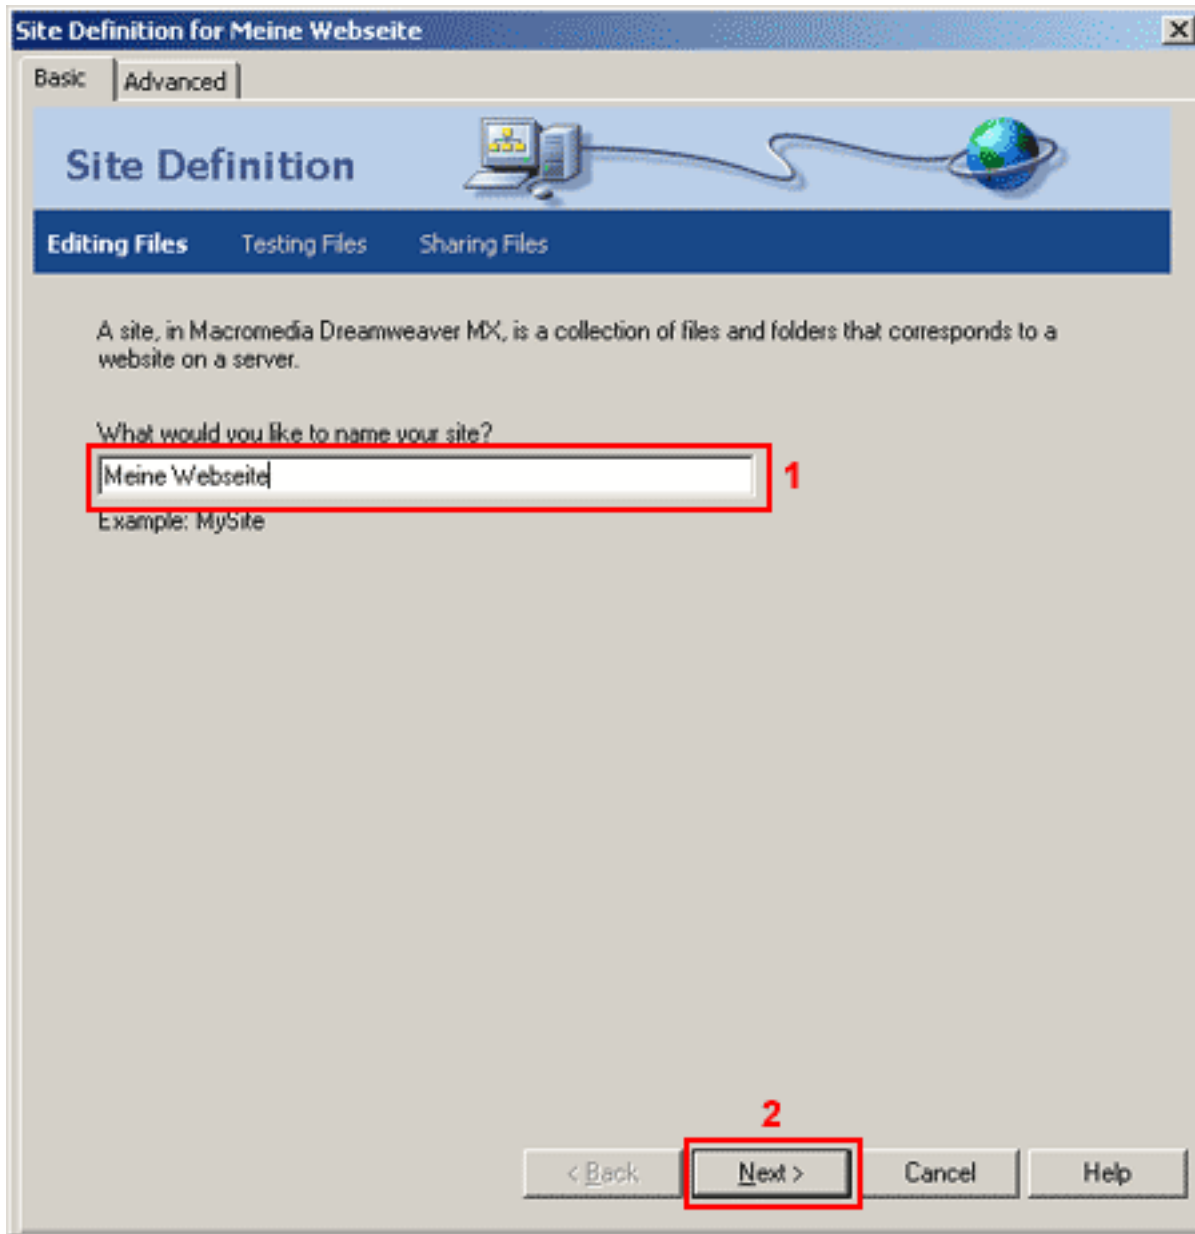 Site Definition for Meine Webseite
Basic Advanced
Site Definition
Editing Files Testing Files Sharing Files
A site, in Macromedia Dreamweaver MX, is a collection of files and folders that corresponds to a
website on a server.
What would you like to name your site?
Meine Webseite
1
Example: MySite
2
< Back Next > Cancel Help